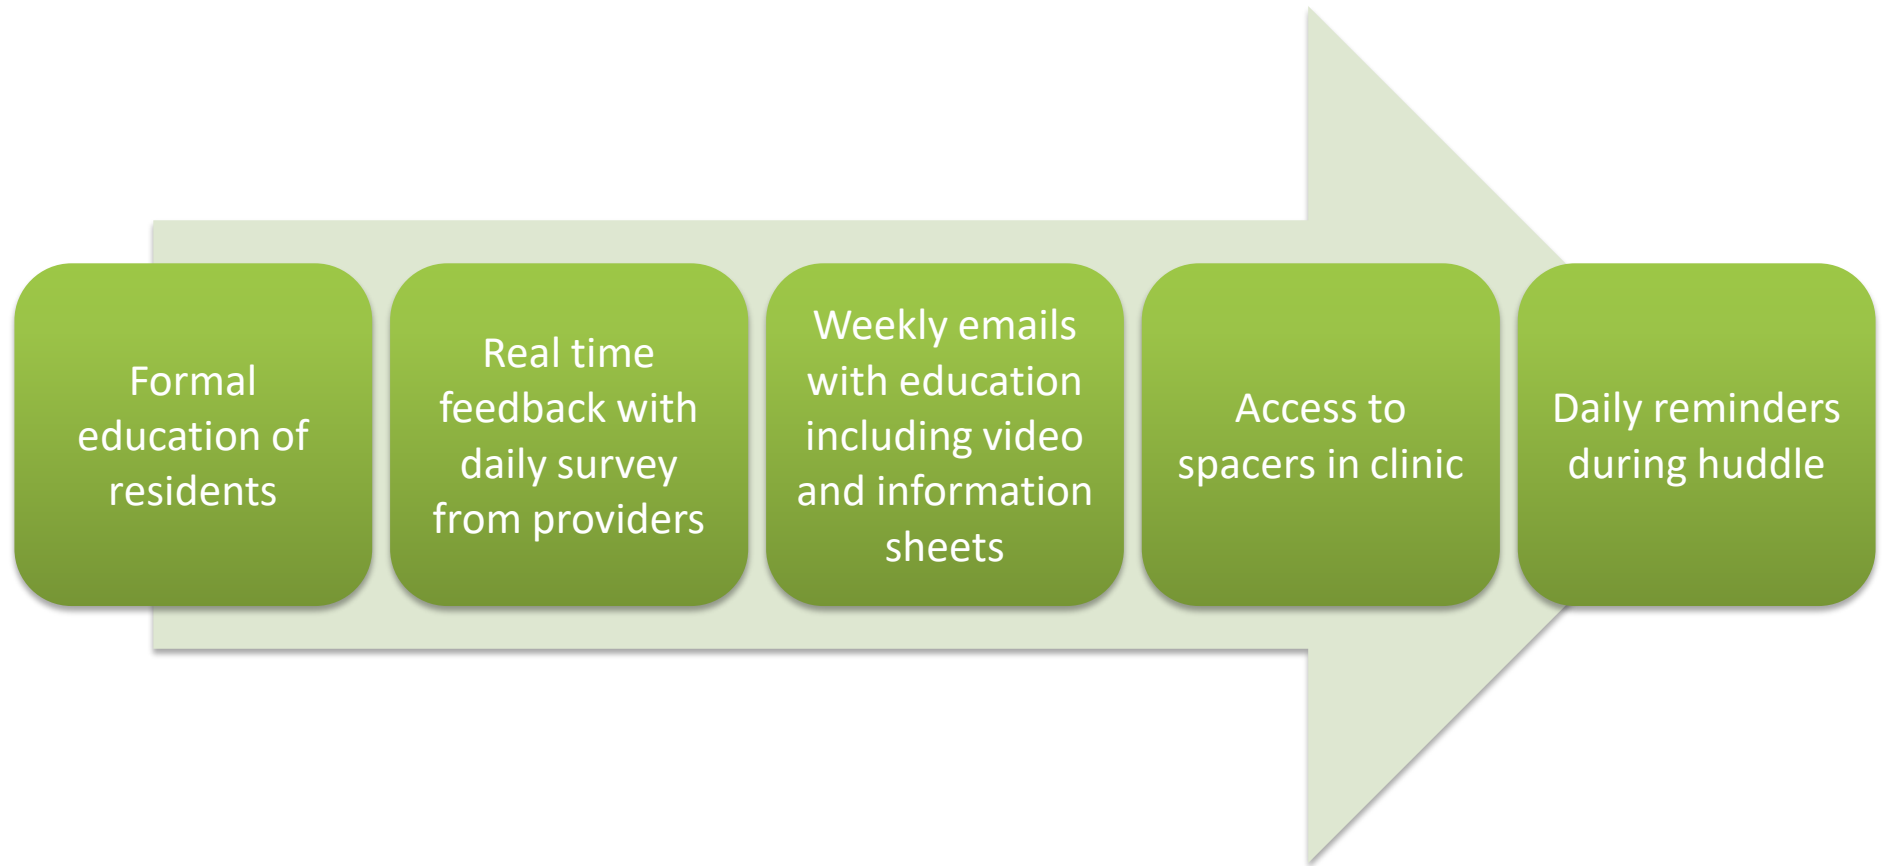 Formal
education of
residents
Real time
feedback with
daily survey
from providers
Weekly emails
with education
including video
and information
sheets
Access to
spacers in clinic
Daily reminders
during huddle